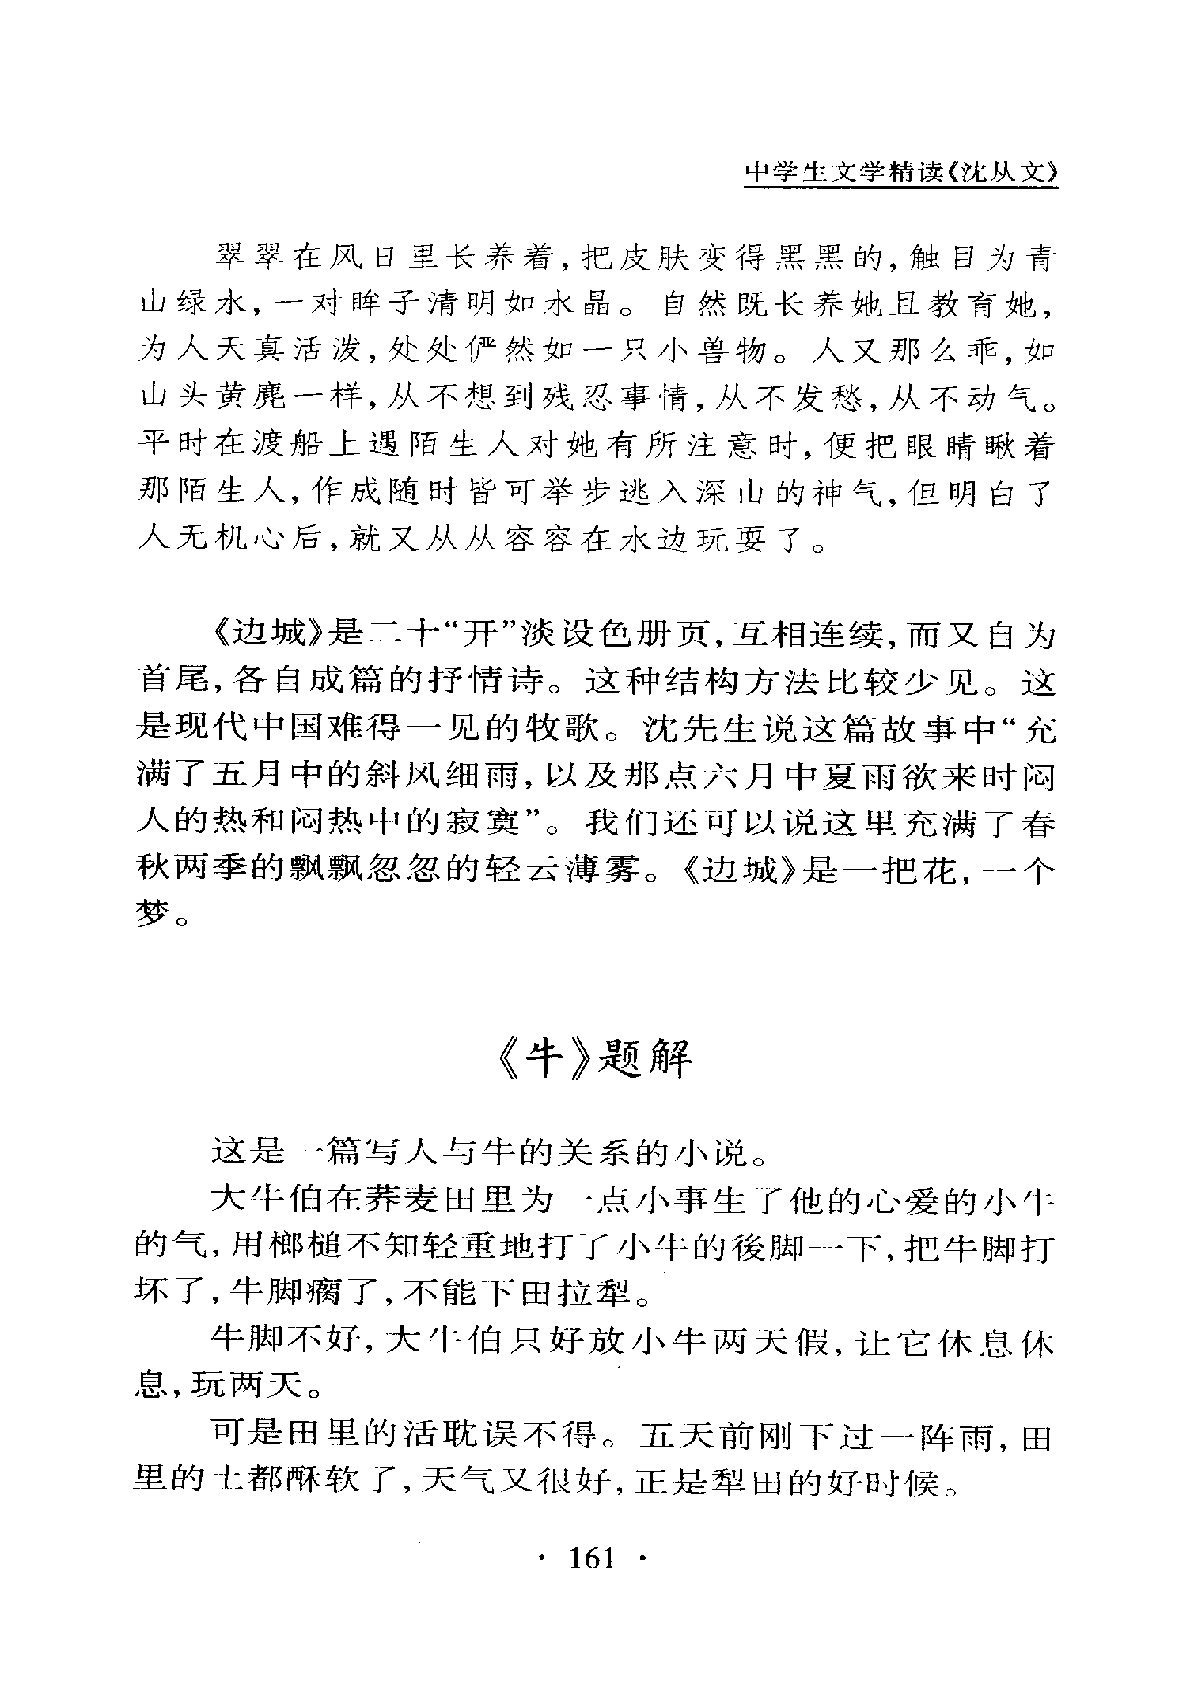 中学生文学精读《沈从文》
翠翠在风日里长养着,把皮肤变得黑黑的,触目为青
山绿水,一对眸子清明如水晶。自然既长养她且教育她,
为人天真活泼,处处俨然如一只小兽物。人又那么乖,如
山头黄麂一样,从不想到残忍事情,从不发愁,从不动气。
平时在渡船上遇陌生人对她有所注意时,便把眼睛瞅着
那陌生人,作成随时皆可举步逃入深山的神气,但明白了
人无机心后,就又从从容容在水边玩耍了。
《边城》是二十“开”淡设色册页,互相连续,而又自为
首尾,各自成篇的抒情诗。这种结构方法比较少见。这
是现代中国难得一见的牧歌。沈先生说这篇故事中“充
满了五月中的斜风细雨,以及那点六月中夏雨欲来时闷
人的热和闷热中的寂寞”。我们还可以说这里充满了春
秋两季的飘飘忽忽的轻云薄雾。《边城》是一把花,一个
梦。
《牛》题解
这是一篇写人与牛的关系的小说。
大牛伯在荞麦田里为一点小事生了他的心爱的小牛
的气,用榔槌不知轻重地打了小牛的後脚一下,把牛脚打
坏了,牛脚瘸了,不能下田拉犁。
牛脚不好,大牛伯只好放小牛两天假,让它休息休
息,玩两天。
可是田里的活耽误不得。五天前刚下过一阵雨,田
里的土都酥软了,天气又很好,正是犁田的好时候。
· 161 ·